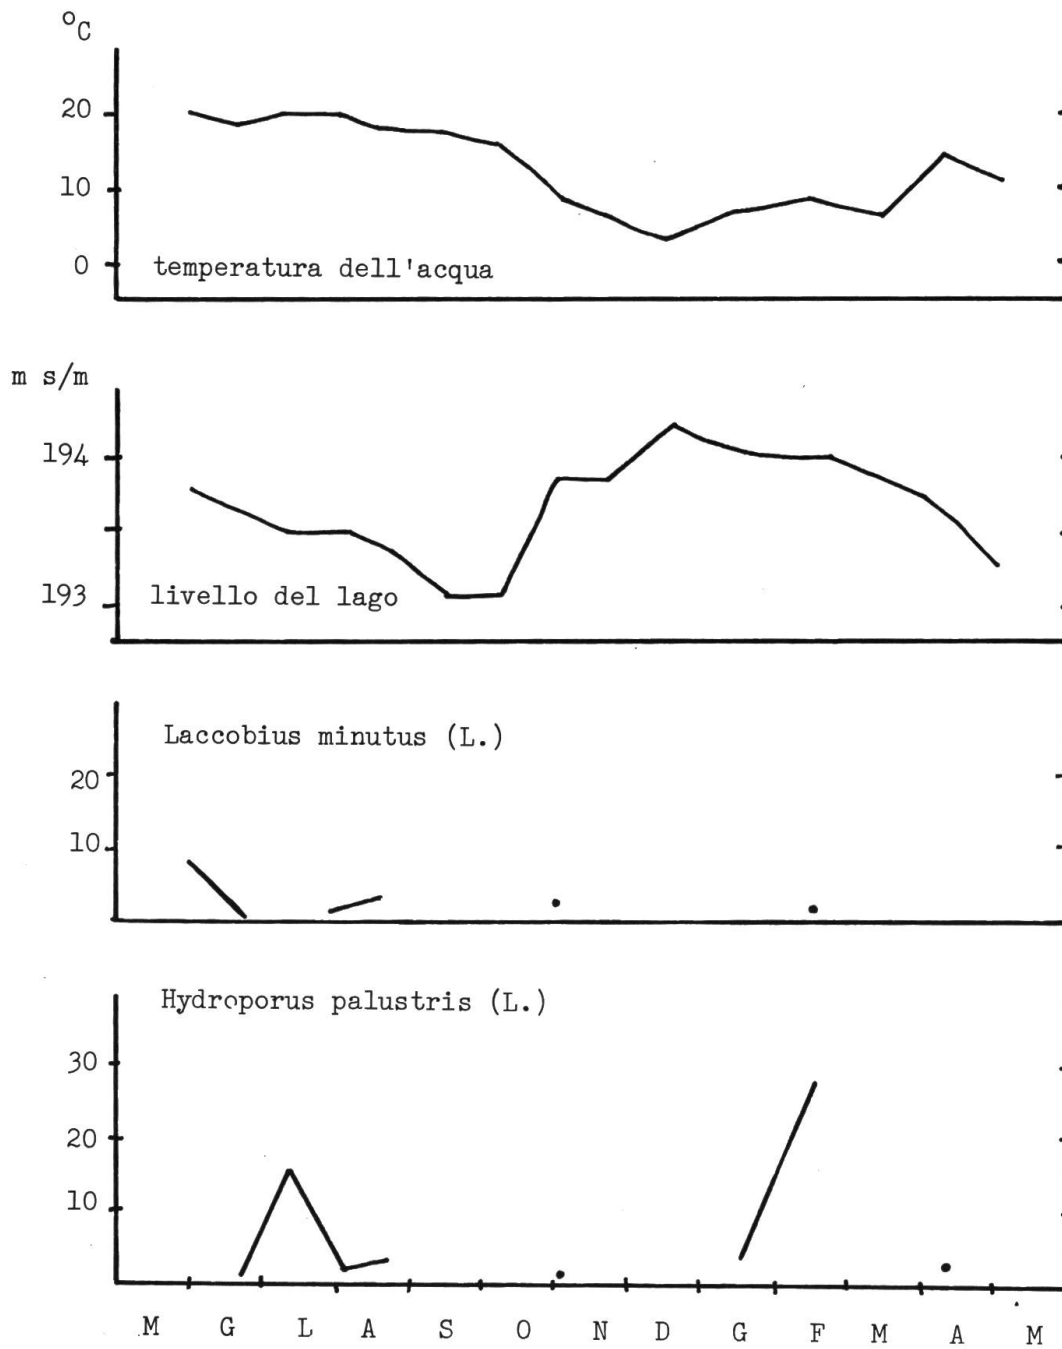 °C
20
10
0
temperatura dell'acqua
m s/m
194
193
livello del lago
Laccobius minutus (L.)
20
10
Hydroporus palustris (L.)
30
20
10
M G L A S O N D G F M A M